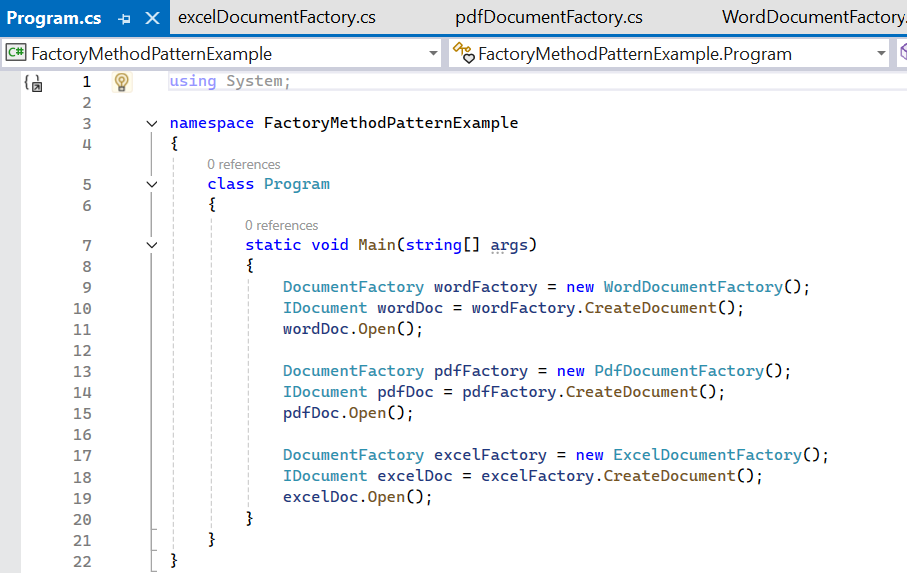 Program.cs excelDocumentFactory.cs pdfDocumentFactory.cs WordDocumentFactory.
C# FactoryMethodPatternExample FactoryMethodPatternExample.Program
1 using System;
2
3 namespace FactoryMethodPatternExample
4 {
0 references
5 class Program
6 {
0 references
7 static void Main(string[] args)
8 {
9 DocumentFactory wordFactory = new WordDocumentFactory();
10 IDocument wordDoc = wordFactory.CreateDocument();
11 wordDoc.Open();
12
13 DocumentFactory pdfFactory = new PdfDocumentFactory();
14 IDocument pdfDoc = pdfFactory.CreateDocument();
15 pdfDoc.Open();
16
17 DocumentFactory excelFactory = new ExcelDocumentFactory();
18 IDocument excelDoc = excelFactory.CreateDocument();
19 excelDoc.Open();
20 }
21 }
22 }